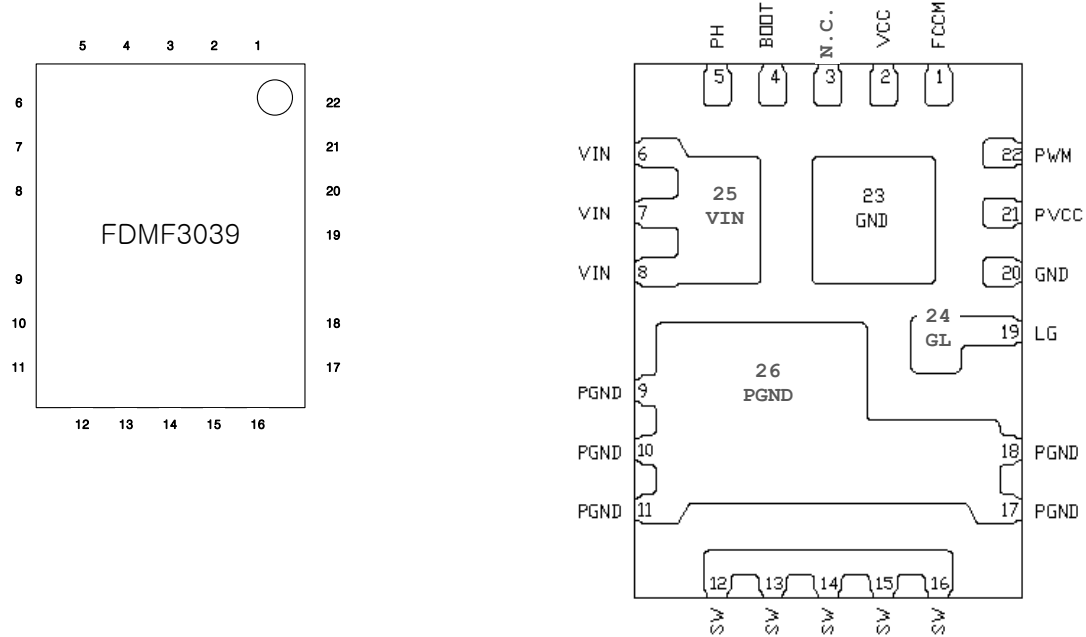 5 4 3 2 1
6
7
8
9
10
11
22
21
20
19
18
17
FDMF3039
12 13 14 15 16
PH BOOT N.C. VCC FCCM
5 4 3 2 1
VIN 6
VIN 7
VIN 8
25
VIN
23
GND
22 PWM
21 PVCC
20 GND
24
GL
19 LG
26
PGND
PGND 9
PGND 10
PGND 11
18 PGND
17 PGND
12 13 14 15 16
SW SW SW SW SW